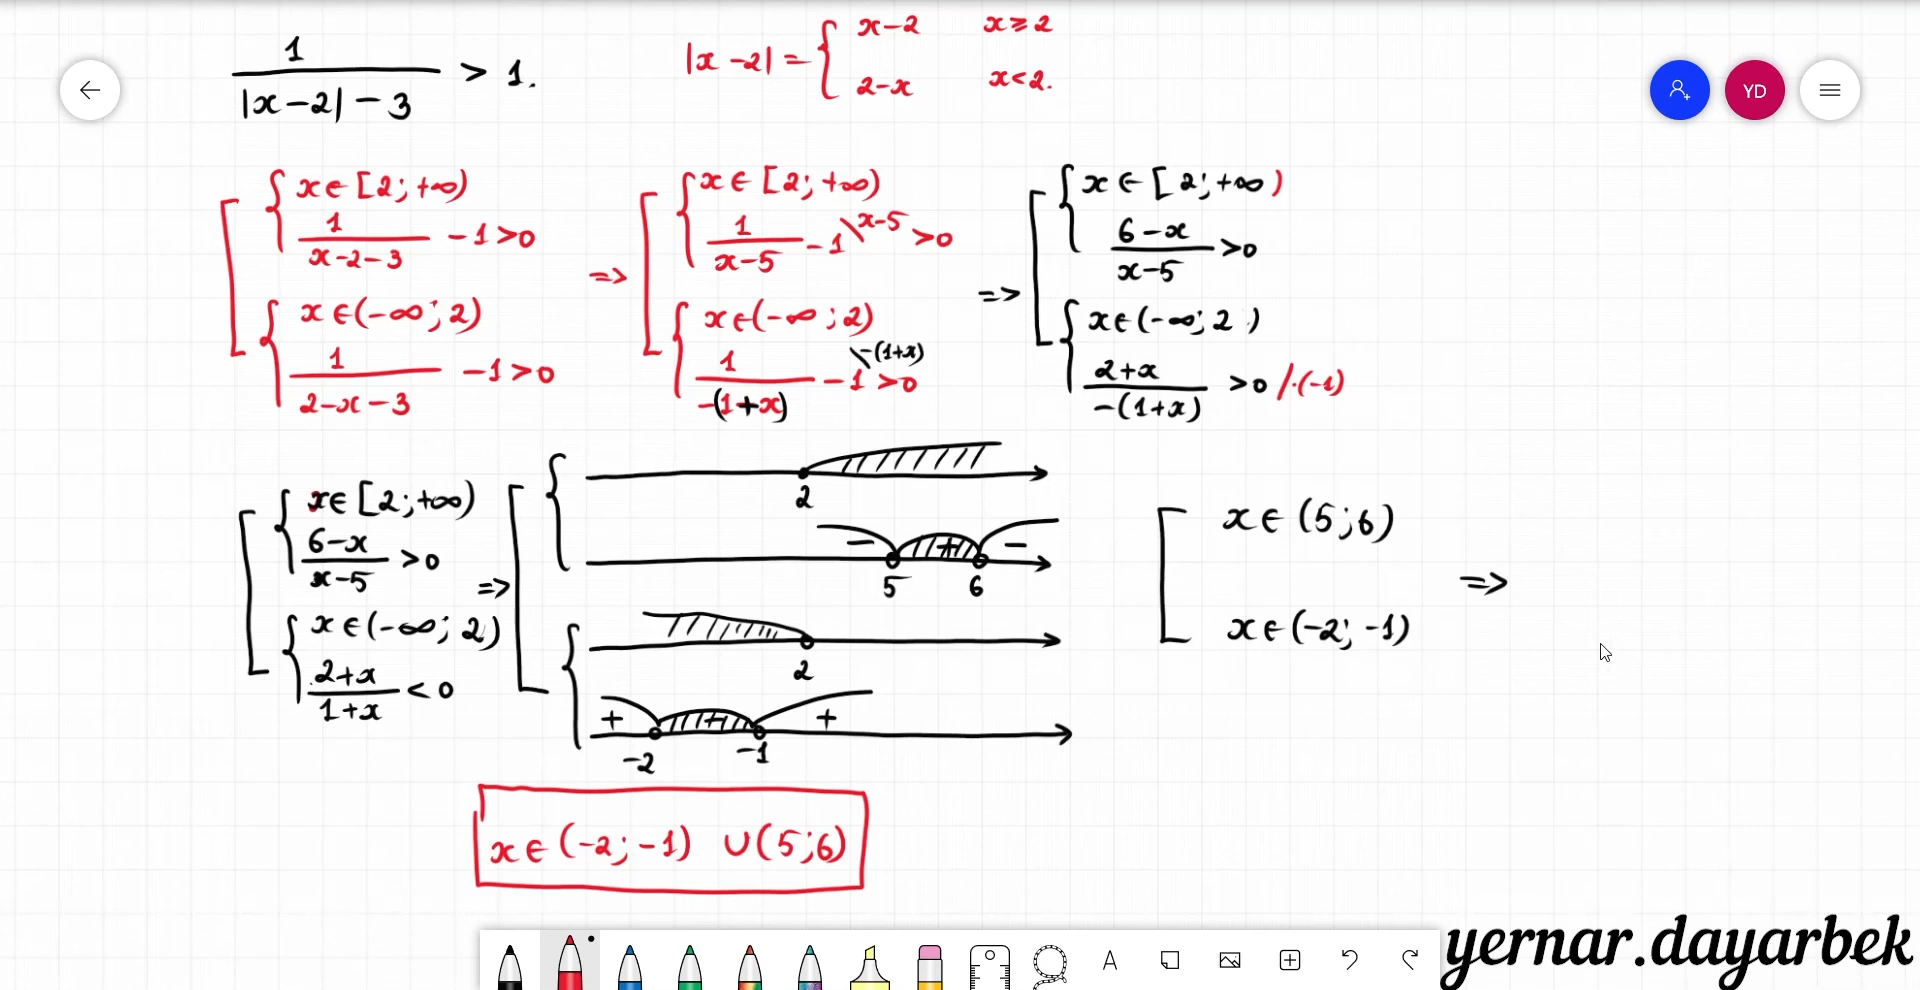 1
|x-2|-3 > 1.
|x-2| = { x-2 x≥2
2-x x<2.
YD
[ { x∈[2;+∞)
1/(x-2-3) -1>0
{ x∈(-∞;2)
1/(2-x-3) -1>0
=> [ { x∈[2;+∞)
1/(x-5) -1 \x-5 >0
{ x∈(-∞;2)
1/-(1+x) -1 \-(1+x) >0
=> [ { x∈[2;+∞)
6-x/x-5 >0
{ x∈(-∞;2)
2+x/-(1+x) >0 /·(-1)
[ { x∈[2;+∞)
6-x/x-5 >0
{ x∈(-∞;2)
2+x/1+x <0
=> [ {
2
- + -
5 6
{
2
+ - +
-2 -1
[ x∈(5;6)
x∈(-2;-1)
=>
x∈(-2;-1) ∪(5;6)
A
yernar.dayarbek